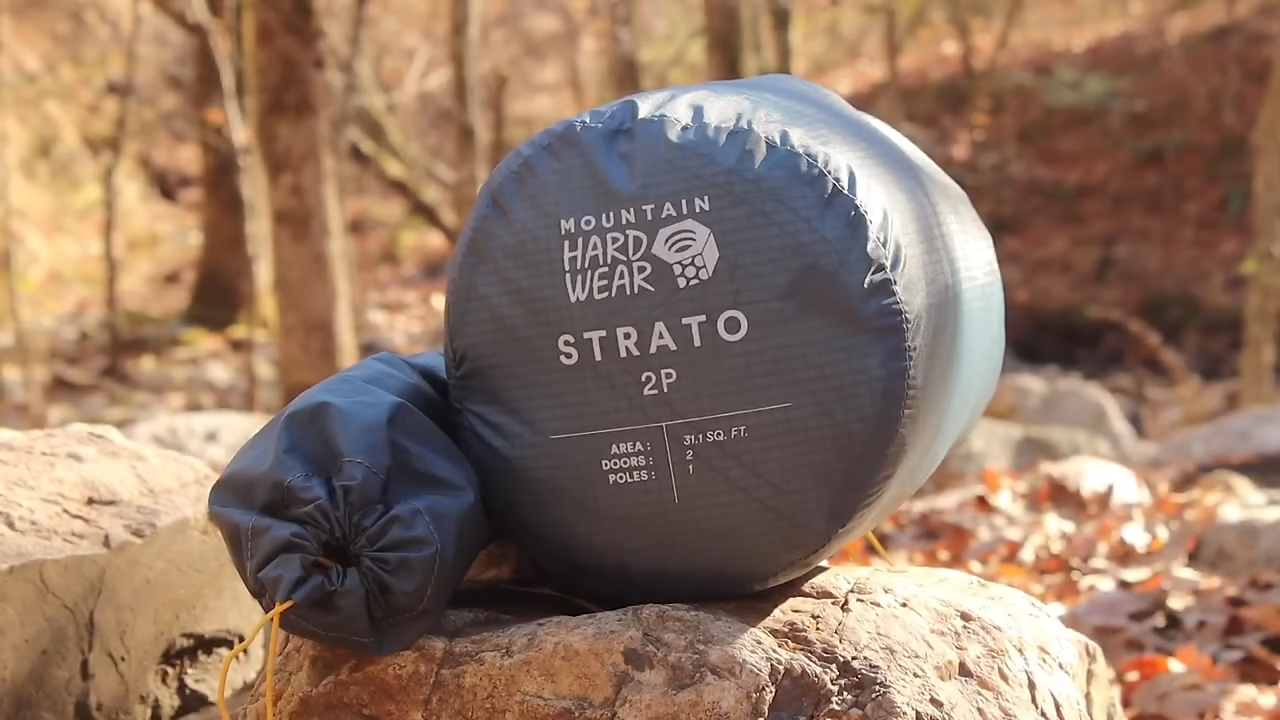 MOUNTAIN
HARD
WEAR
STRATO
2P
AREA : 31.1 SQ. FT.
DOORS : 2
POLES : 1